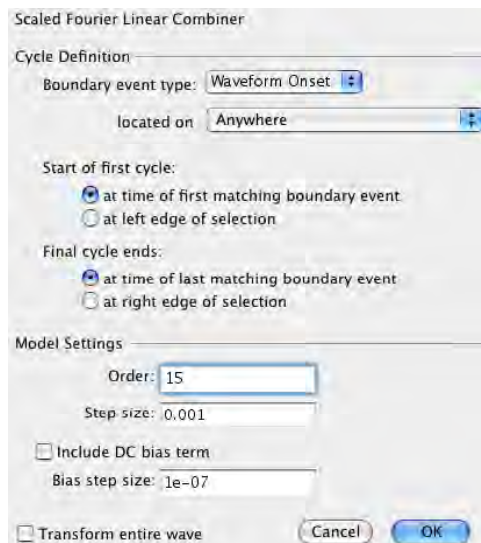 Scaled Fourier Linear Combiner
Cycle Definition
Boundary event type: Waveform Onset
located on Anywhere
Start of first cycle:
at time of first matching boundary event
at left edge of selection
Final cycle ends:
at time of last matching boundary event
at right edge of selection
Model Settings
Order: 15
Step size: 0.001
Include DC bias term
Bias step size: 1e-07
Transform entire wave Cancel OK